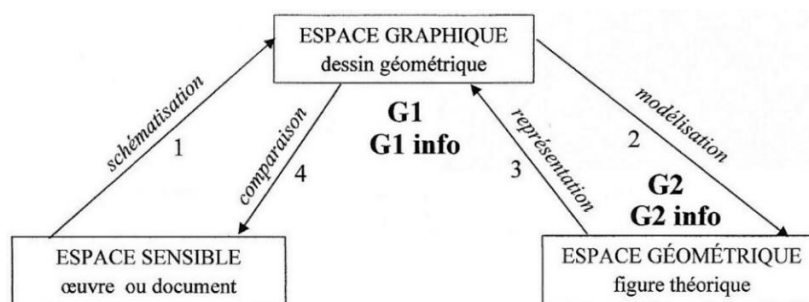 ESPACE GRAPHIQUE
dessin géométrique
schématisation
1
comparaison
4
G1
G1 info
représentation
3
modélisation
2
G2
G2 info
ESPACE SENSIBLE
œuvre ou document
ESPACE GÉOMÉTRIQUE
figure théorique